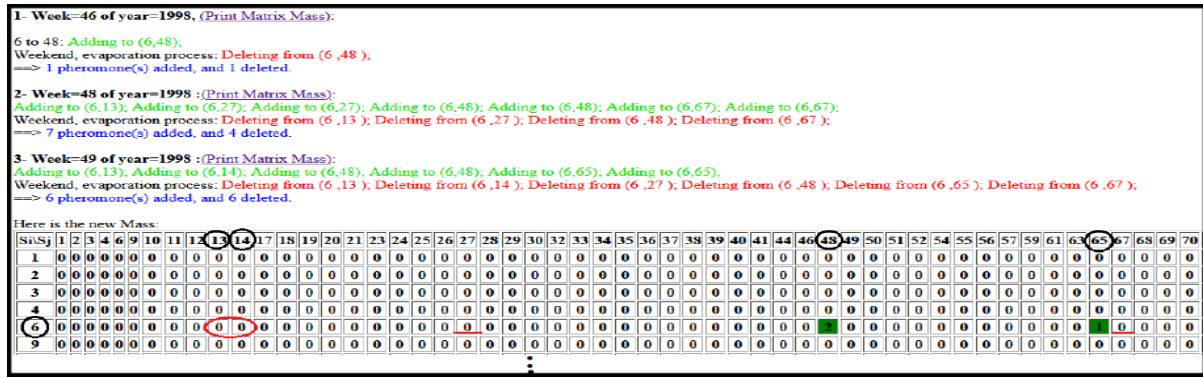 1- Week=46 of year=1998, (Print Matrix Mass):
6 to 48: Adding to (6,48);
Weekend, evaporation process: Deleting from (6 ,48 );
==> 1 pheromone(s) added, and 1 deleted.
2- Week=48 of year=1998 :(Print Matrix Mass):
Adding to (6,13); Adding to (6,27); Adding to (6,27); Adding to (6,48); Adding to (6,48); Adding to (6,67); Adding to (6,67);
Weekend, evaporation process: Deleting from (6 ,13 ); Deleting from (6 ,27 ); Deleting from (6 ,48 ); Deleting from (6 ,67 );
==> 7 pheromone(s) added, and 4 deleted.
3- Week=49 of year=1998 :(Print Matrix Mass):
Adding to (6,13); Adding to (6,14); Adding to (6,48); Adding to (6,48); Adding to (6,65); Adding to (6,65);
Weekend, evaporation process: Deleting from (6 ,13 ); Deleting from (6 ,14 ); Deleting from (6 ,27 ); Deleting from (6 ,48 ); Deleting from (6 ,65 ); Deleting from (6 ,67 );
==> 6 pheromone(s) added, and 6 deleted.
Here is the new Mass:
Si\Sj 1 2 3 4 6 9 10 11 12 13 14 17 18 19 20 21 23 24 25 26 27 28 29 30 32 33 34 35 36 37 38 39 40 41 44 46 48 49 50 51 52 54 55 56 57 59 61 63 65 67 68 69 70
1 0 0 0 0 0 0 0 0 0 0 0 0 0 0 0 0 0 0 0 0 0 0 0 0 0 0 0 0 0 0 0 0 0 0 0 0 0 0 0 0 0 0 0 0 0 0 0 0 0 0 0 0 0
2 0 0 0 0 0 0 0 0 0 0 0 0 0 0 0 0 0 0 0 0 0 0 0 0 0 0 0 0 0 0 0 0 0 0 0 0 0 0 0 0 0 0 0 0 0 0 0 0 0 0 0 0 0
3 0 0 0 0 0 0 0 0 0 0 0 0 0 0 0 0 0 0 0 0 0 0 0 0 0 0 0 0 0 0 0 0 0 0 0 0 0 0 0 0 0 0 0 0 0 0 0 0 0 0 0 0 0
4 0 0 0 0 0 0 0 0 0 0 0 0 0 0 0 0 0 0 0 0 0 0 0 0 0 0 0 0 0 0 0 0 0 0 0 0 0 0 0 0 0 0 0 0 0 0 0 0 0 0 0 0 0
6 0 0 0 0 0 0 0 0 0 0 0 0 0 0 0 0 0 0 0 0 0 0 0 0 0 0 0 0 0 0 0 0 0 0 0 0 2 0 0 0 0 0 0 0 0 0 0 0 1 0 0 0 0
9 0 0 0 0 0 0 0 0 0 0 0 0 0 0 0 0 0 0 0 0 0 0 0 0 0 0 0 0 0 0 0 0 0 0 0 0 0 0 0 0 0 0 0 0 0 0 0 0 0 0 0 0 0